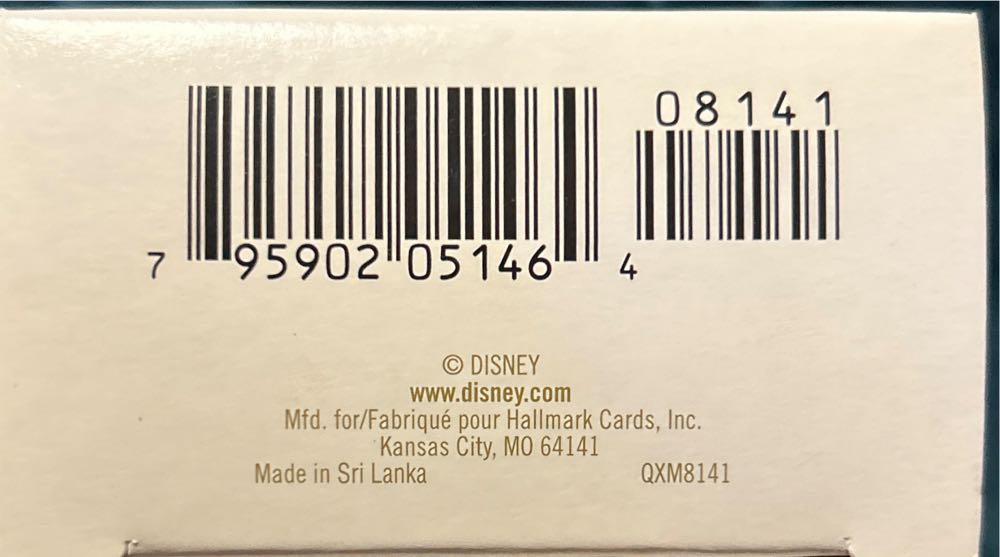 08141
7 95902 05146 4
© DISNEY
www.disney.com
Mfd. for/Fabriqué pour Hallmark Cards, Inc.
Kansas City, MO 64141
Made in Sri Lanka QXM8141